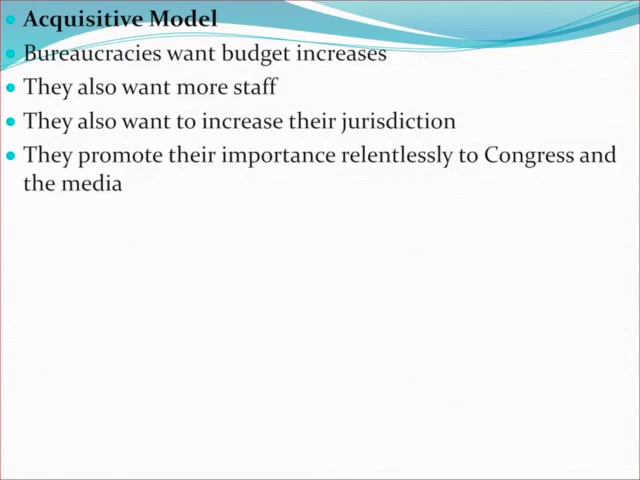 Acquisitive Model
Bureaucracies want budget increases
They also want more staff
They also want to increase their jurisdiction
They promote their importance relentlessly to Congress and
the media